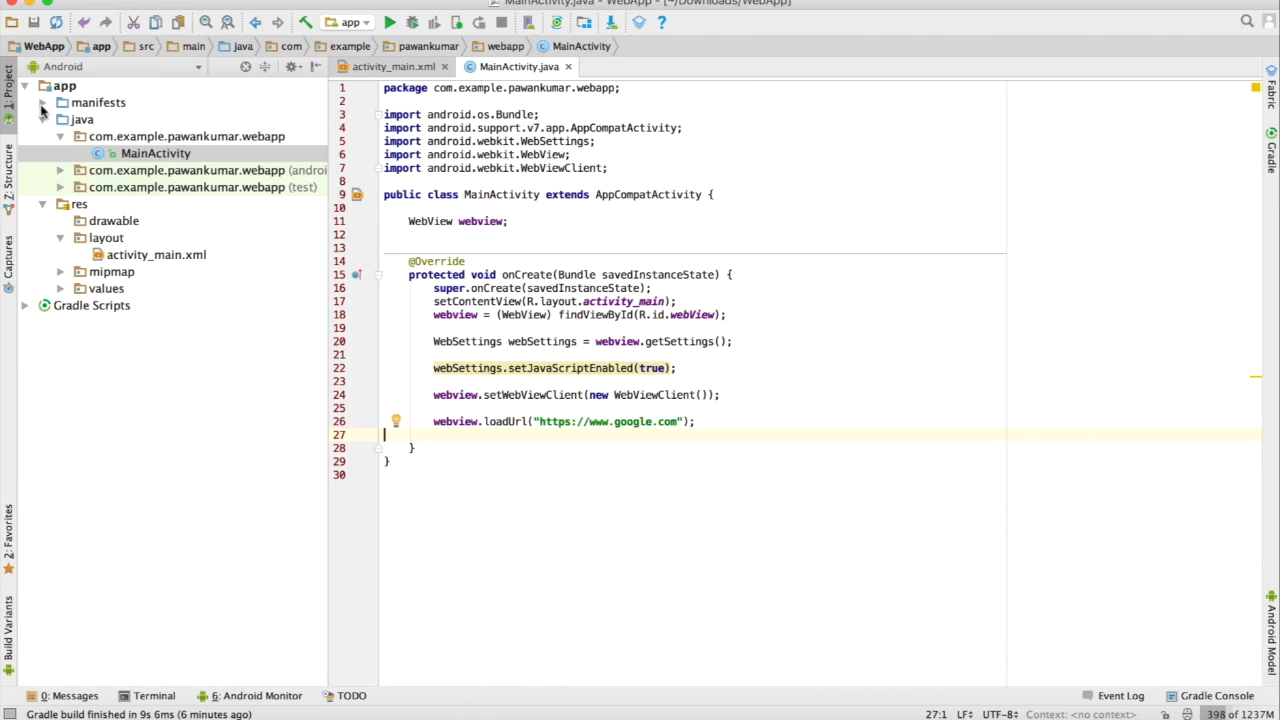 MainActivity.java - WebApp - [~/Downloads/WebApp]
app
WebApp app src main java com example pawankumar webapp MainActivity
Android
activity_main.xml MainActivity.java
1: Project
Z: Structure
Captures
2: Favorites
Build Variants
app
manifests
java
com.example.pawankumar.webapp
MainActivity
com.example.pawankumar.webapp (androi
com.example.pawankumar.webapp (test)
res
drawable
layout
activity_main.xml
mipmap
values
Gradle Scripts
1 package com.example.pawankumar.webapp;
2
3 import android.os.Bundle;
4 import android.support.v7.app.AppCompatActivity;
5 import android.webkit.WebSettings;
6 import android.webkit.WebView;
7 import android.webkit.WebViewClient;
8
9 public class MainActivity extends AppCompatActivity {
10
11 WebView webview;
12
13
14 @Override
15 protected void onCreate(Bundle savedInstanceState) {
16 super.onCreate(savedInstanceState);
17 setContentView(R.layout.activity_main);
18 webview = (WebView) findViewById(R.id.webView);
19
20 WebSettings webSettings = webview.getSettings();
21
22 webSettings.setJavaScriptEnabled(true);
23
24 webview.setWebViewClient(new WebViewClient());
25
26 webview.loadUrl("https://www.google.com");
27
28 }
29 }
30
Fabric
Gradle
Android Model
0: Messages Terminal 6: Android Monitor TODO Event Log Gradle Console
Gradle build finished in 9s 6ms (6 minutes ago) 27:1 LF UTF-8 Context: <no context> 398 of 1237M